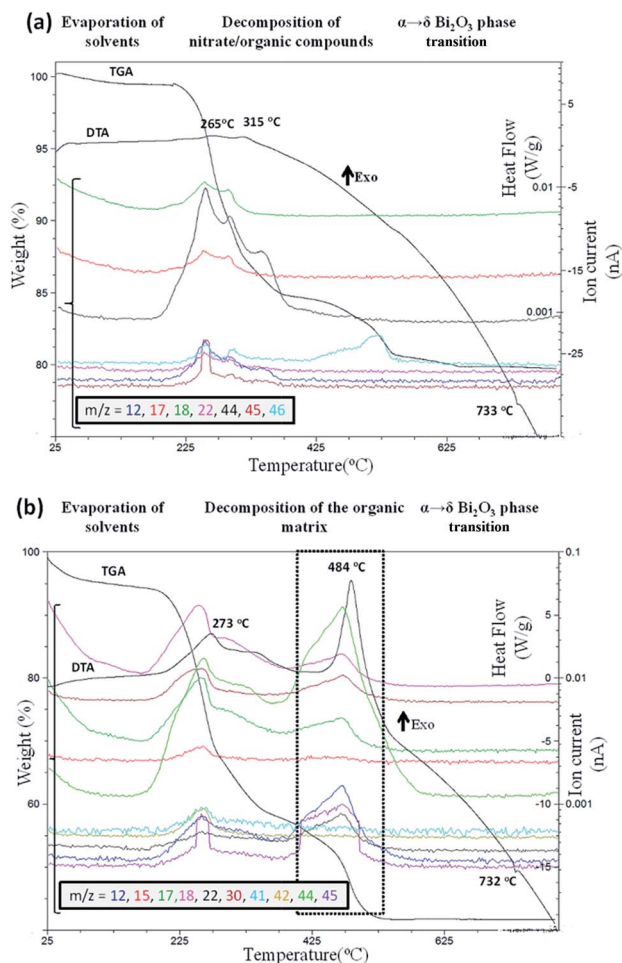 (a)
Evaporation of solvents
Decomposition of nitrate/organic compounds
α→δ Bi₂O₃ phase transition
100
95
90
85
80
Weight (%)
TGA
DTA
265°C
315 °C
Exo
733 °C
m/z = 12, 17, 18, 22, 44, 45, 46
5
-5
-15
-25
Heat Flow (W/g)
0.01
0.001
Ion current (nA)
25
225
425
625
Temperature(°C)
(b)
Evaporation of solvents
Decomposition of the organic matrix
α→δ Bi₂O₃ phase transition
100
80
60
Weight (%)
TGA
DTA
273 °C
484 °C
Exo
732 °C
m/z = 12, 15, 17,18, 22, 30, 41, 42, 44, 45
5
0
-5
-10
-15
Heat Flow (W/g)
0.1
0.01
0.001
Ion current (nA)
25
225
425
625
Temperature(°C)